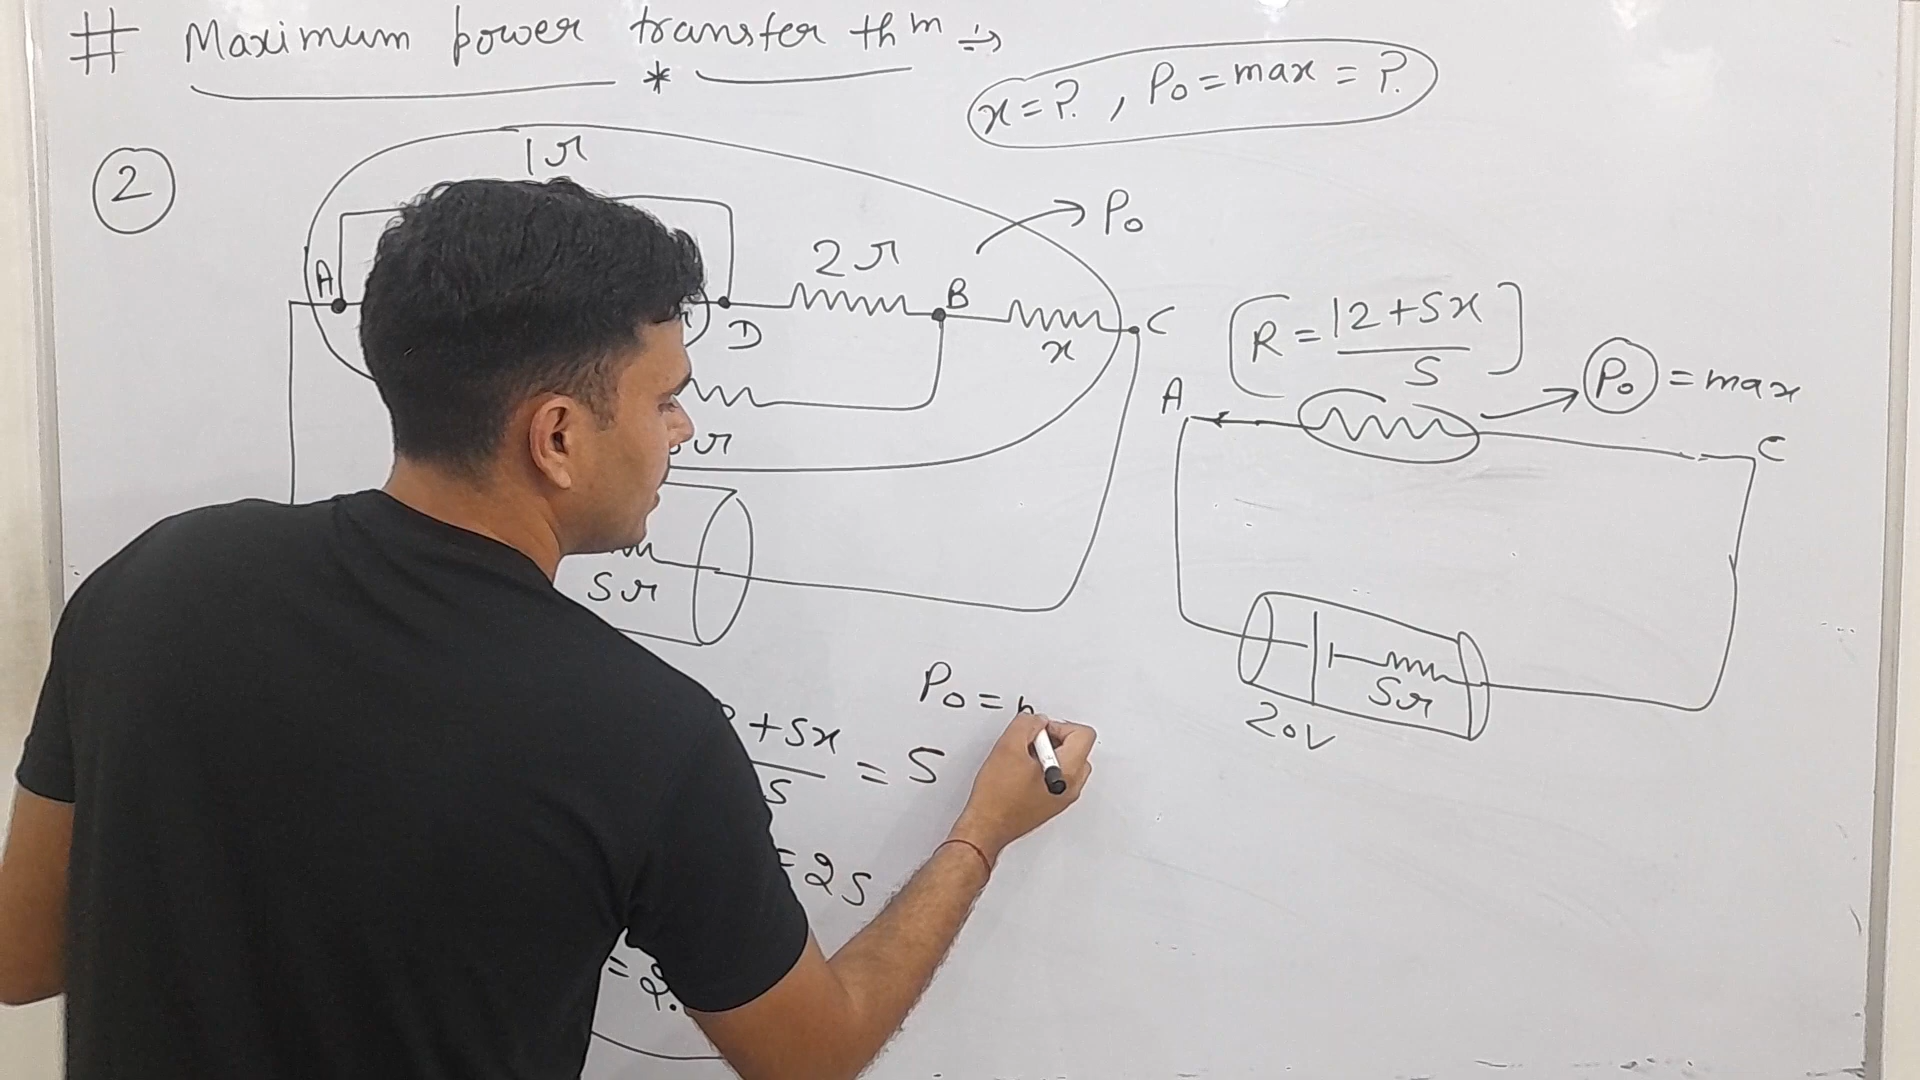 # Maximum power transfer thm ÷→
*
x=? , Po=max=?
2
1Ω
Po
A
2Ω
B
C
D
x
Ω
5Ω
R = 12+5x / 5
Po = max
A
C
5Ω
20V
Po =
+5x / 5 = 5
=25
=